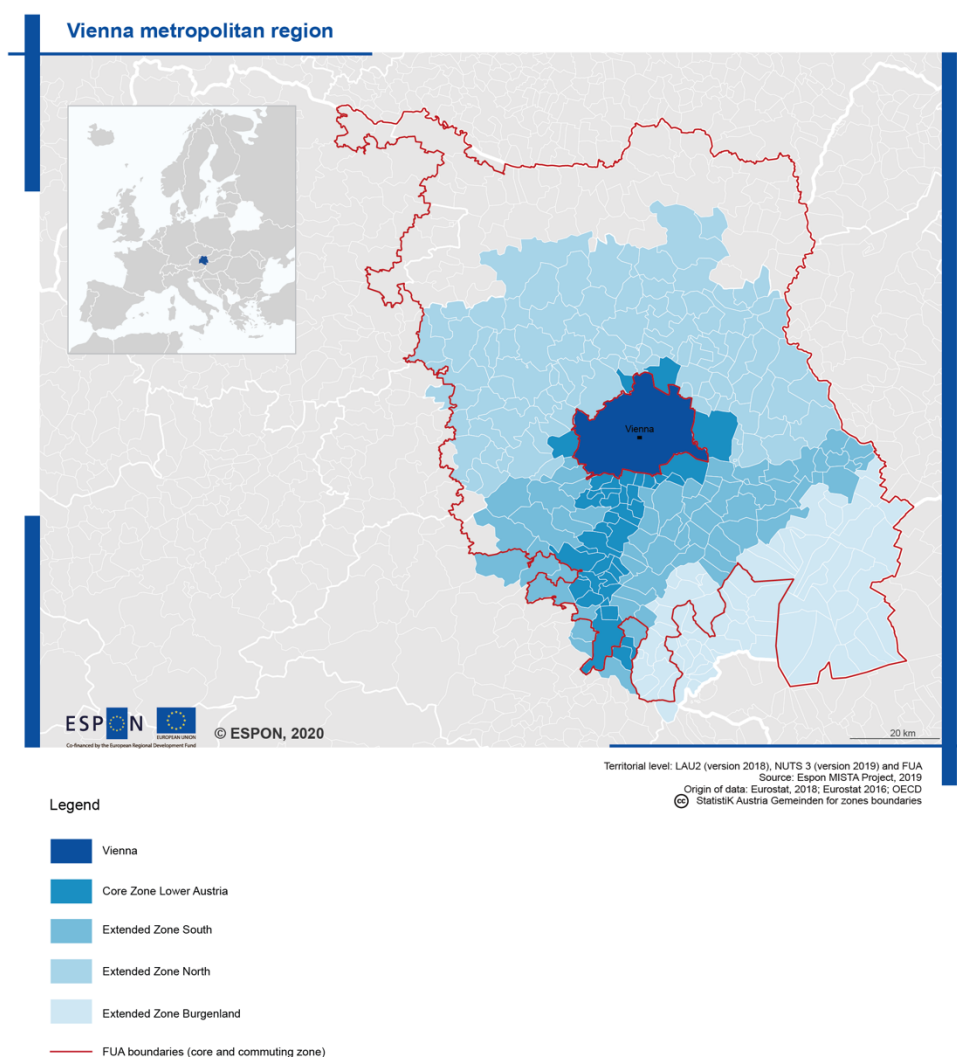 Vienna metropolitan region
Vienna
ESPON
EUROPEAN UNION
Co-financed by the European Regional Development Fund
© ESPON, 2020
20 km
Territorial level: LAU2 (version 2018), NUTS 3 (version 2019) and FUA
Source: Espon MISTA Project, 2019
Origin of data: Eurostat, 2018; Eurostat 2016; OECD
cc StatistiK Austria Gemeinden for zones boundaries
Legend
Vienna
Core Zone Lower Austria
Extended Zone South
Extended Zone North
Extended Zone Burgenland
FUA boundaries (core and commuting zone)